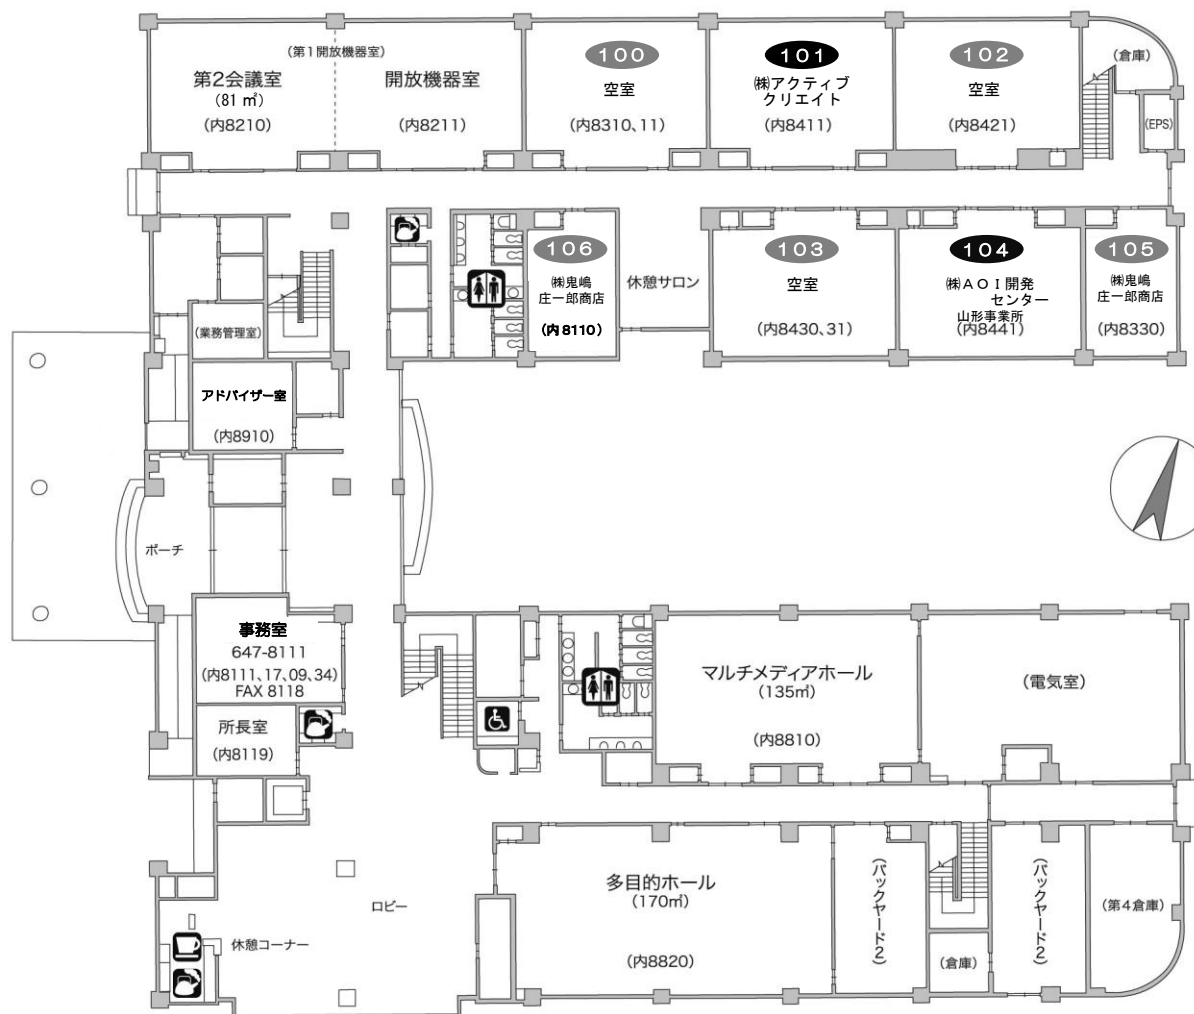 (第1開放機器室)
第2会議室
(81 ㎡)
(内8210)
開放機器室
(内8211)
100
空室
(内8310、11)
101
㈱アクティブ
クリエイト
(内8411)
102
空室
(内8421)
(倉庫)
(EPS)
106
㈱鬼嶋
庄一郎商店
(内8110)
休憩サロン
103
空室
(内8430、31)
104
㈱ＡＯＩ開発
センター
山形事業所
(内8441)
105
㈱鬼嶋
庄一郎商店
(内8330)
(業務管理室)
アドバイザー室
(内8910)
ポーチ
事務室
647-8111
(内8111、17、09、34)
FAX 8118
所長室
(内8119)
マルチメディアホール
(135㎡)
(内8810)
(電気室)
多目的ホール
(170㎡)
(内8820)
(バックヤード2)
(倉庫)
(バックヤード2)
(第4倉庫)
ロビー
休憩コーナー